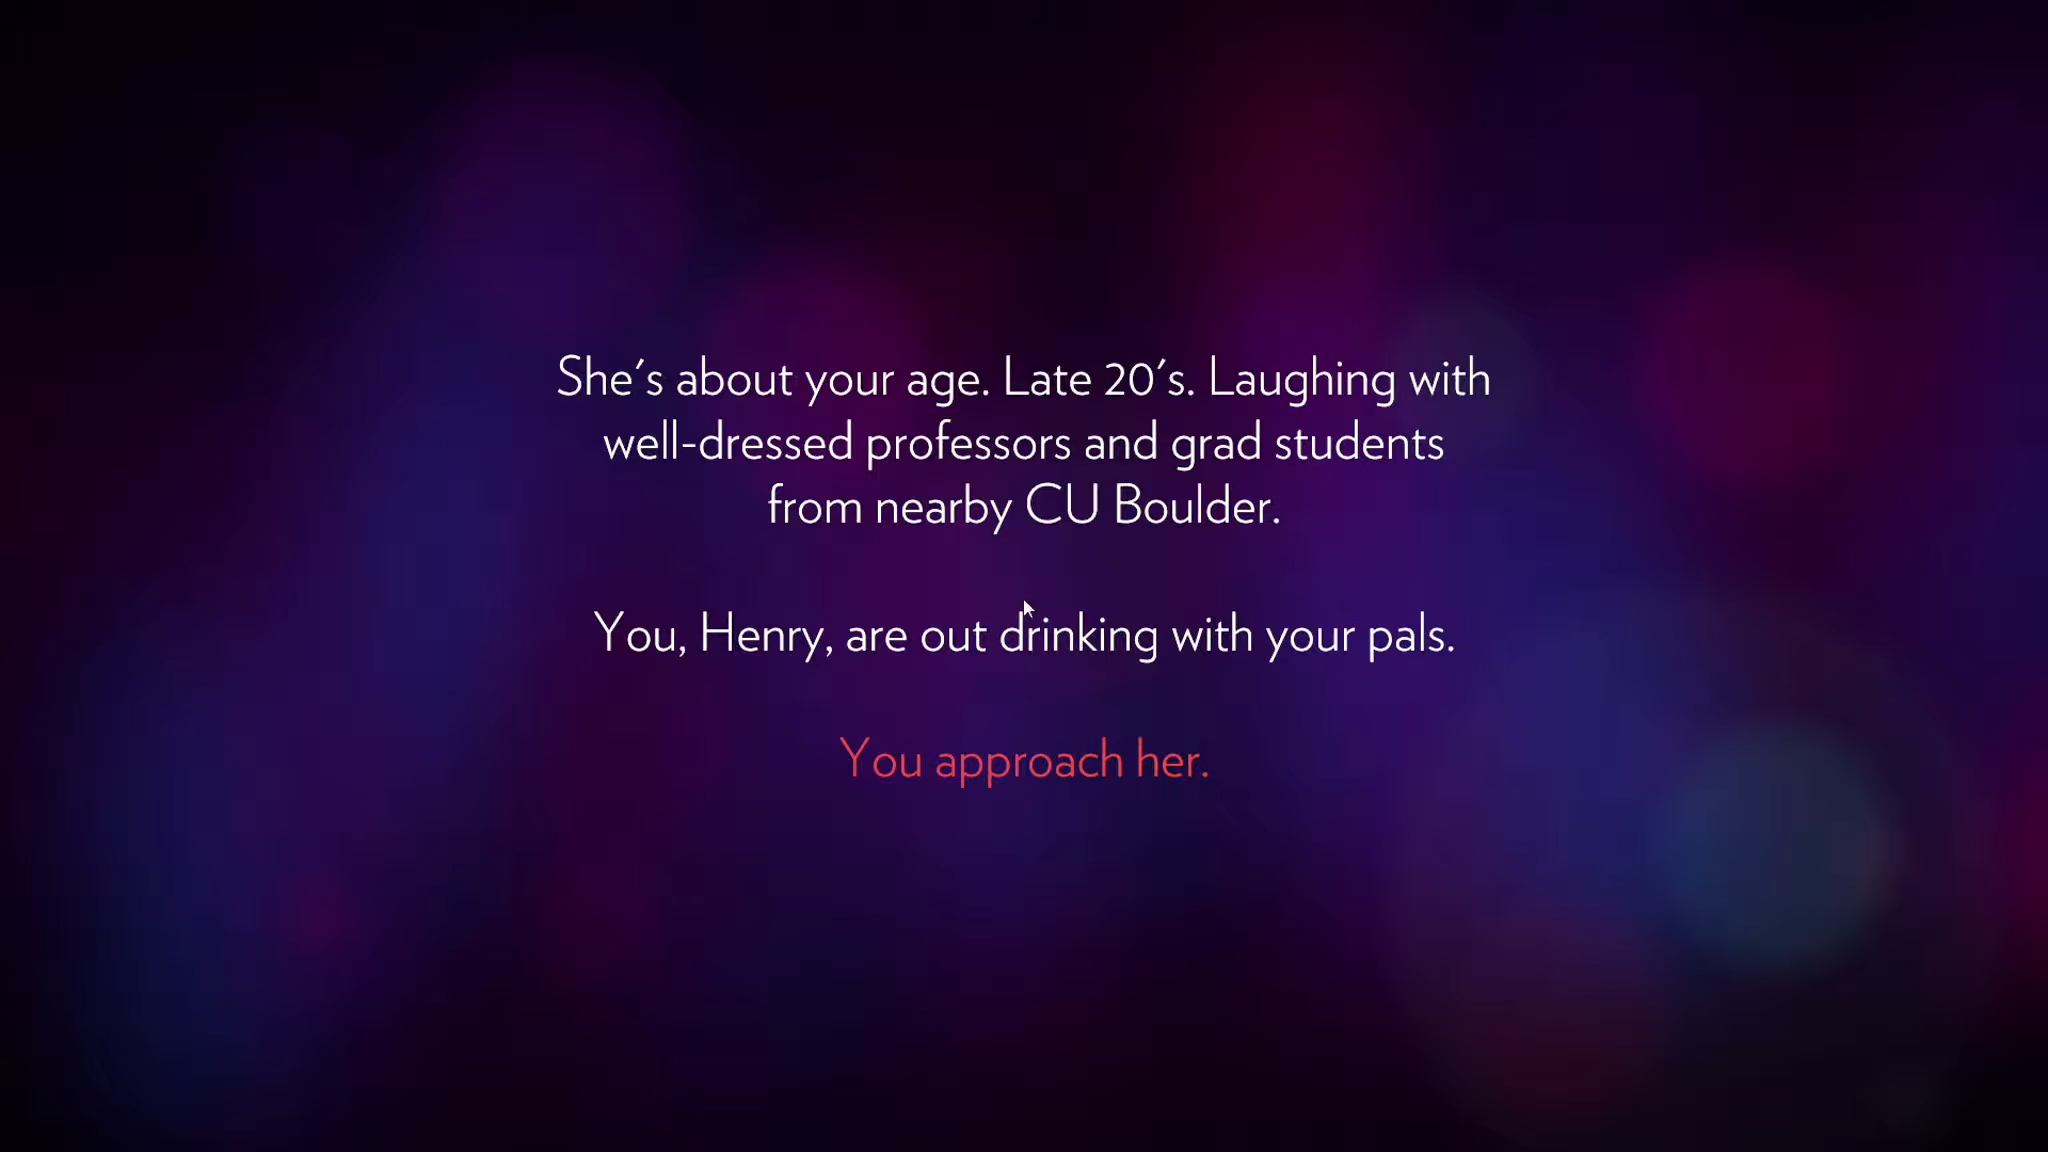 She's about your age. Late 20's. Laughing with
well-dressed professors and grad students
from nearby CU Boulder.
You, Henry, are out drinking with your pals.
You approach her.